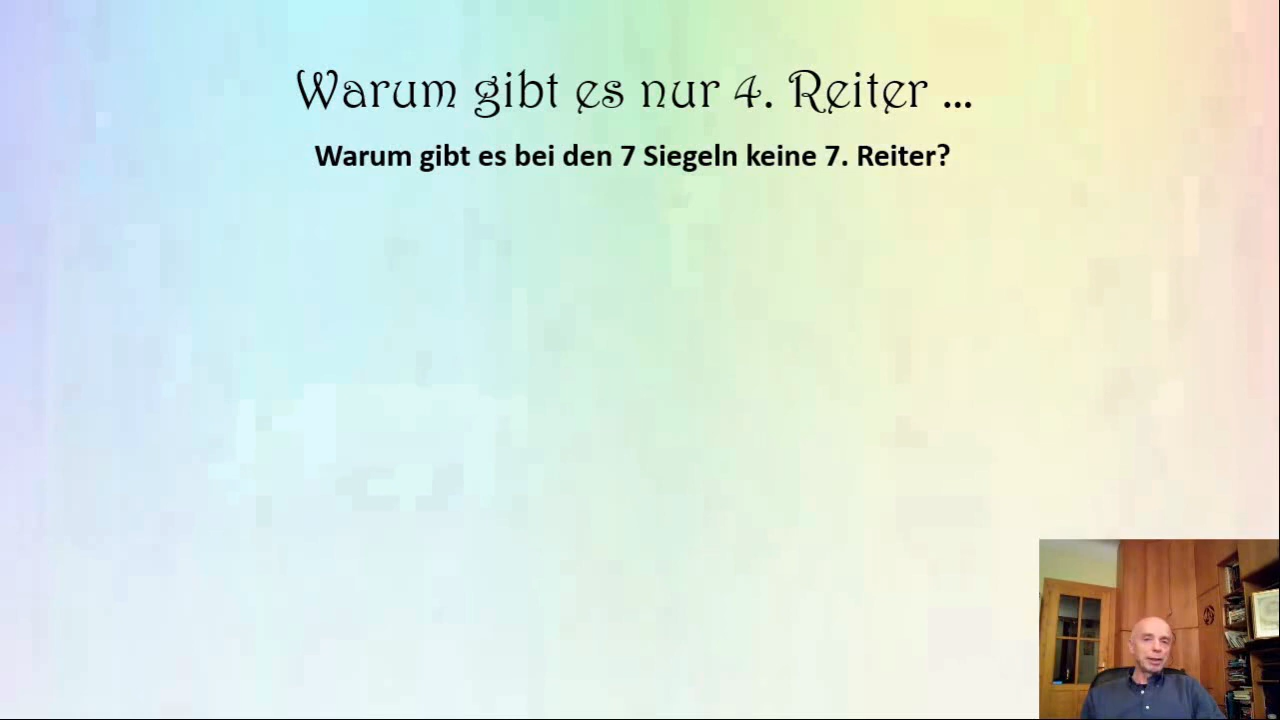 Warum gibt es nur 4. Reiter ...
Warum gibt es bei den 7 Siegeln keine 7. Reiter?